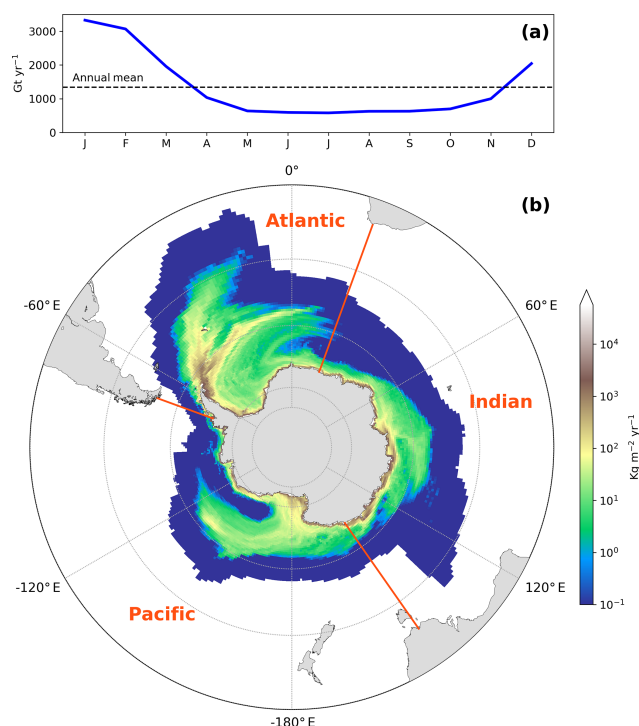 (a)
3000
2000
1000
0
Gt yr⁻¹
Annual mean
J F M A M J J A S O N D
0°
(b)
Atlantic
-60°E
60°E
Indian
10⁴
10³
10²
10¹
10⁰
10⁻¹
Kg m⁻² yr⁻¹
-120°E
120°E
Pacific
-180°E